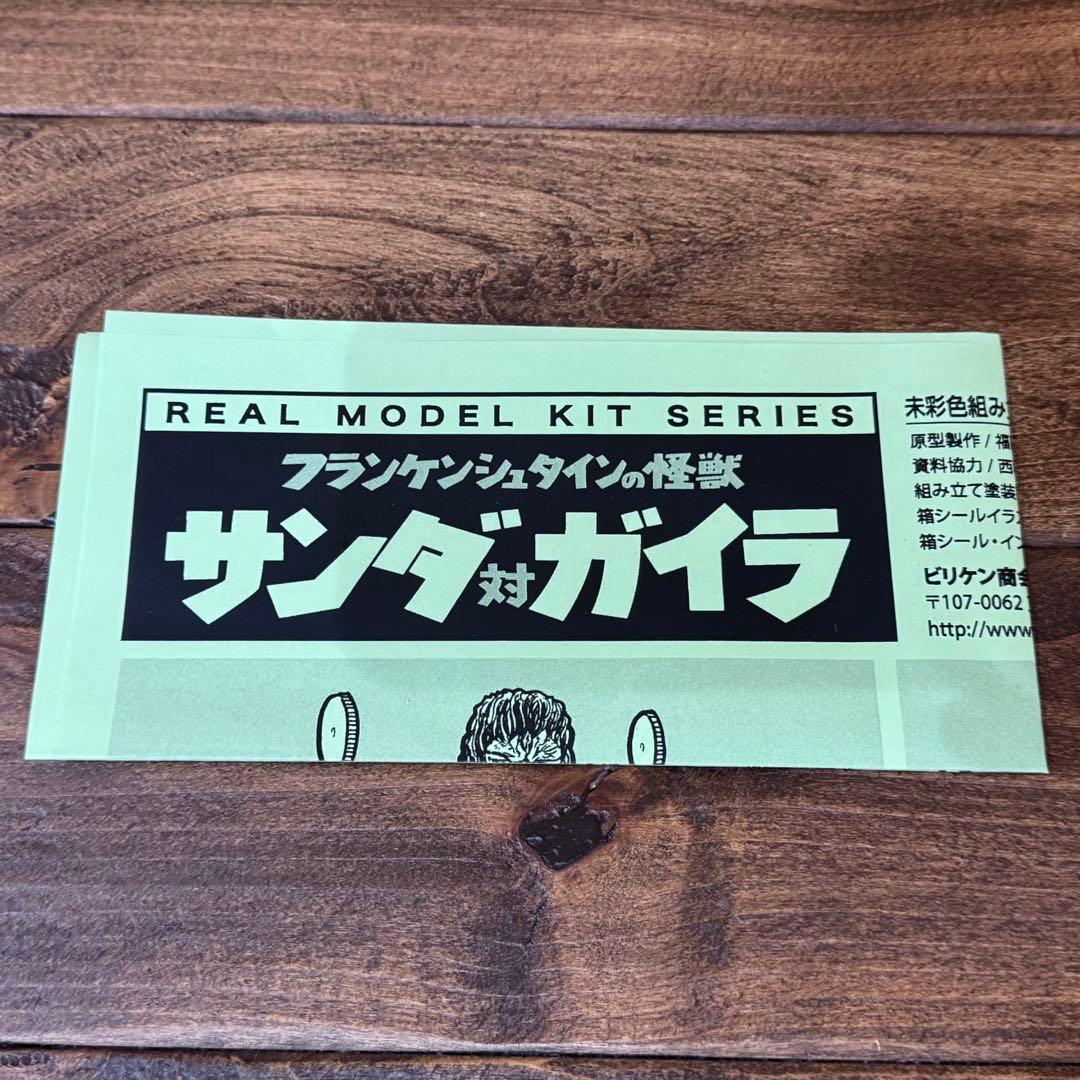 REAL MODEL KIT SERIES
フランケンシュタインの怪獣
サンダ対ガイラ
未彩色組み
原型製作 / 福
資料協力 / 西
組み立て塗装
箱シールイラ
箱シール・イン
ビリケン商会
〒107-0062
http://www